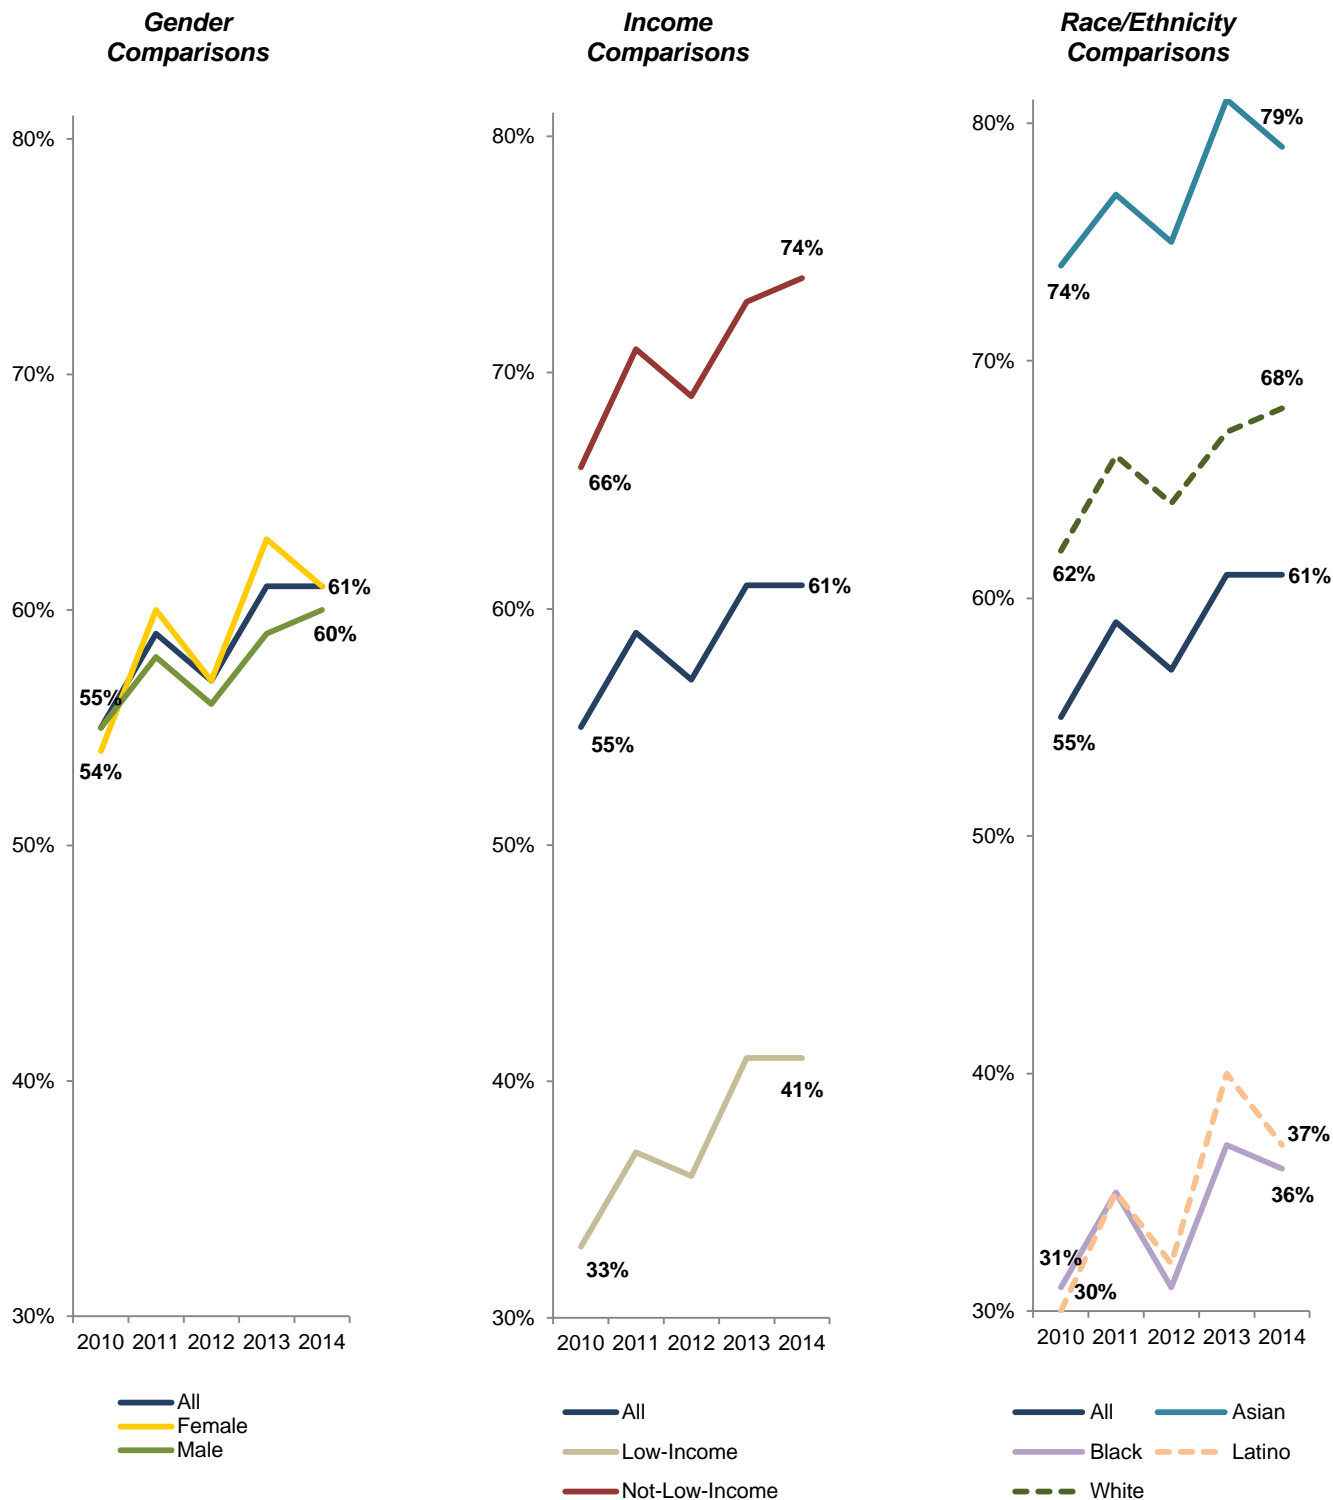 Gender
Comparisons
80%
70%
60%
50%
40%
30%
55%
54%
61%
60%
2010 2011 2012 2013 2014
All
Female
Male
Income
Comparisons
80%
70%
60%
50%
40%
30%
74%
66%
61%
55%
41%
33%
2010 2011 2012 2013 2014
All
Low-Income
Not-Low-Income
Race/Ethnicity
Comparisons
80%
70%
60%
50%
40%
30%
79%
74%
68%
62%
61%
55%
37%
36%
31%
30%
2010 2011 2012 2013 2014
All Asian
Black Latino
White